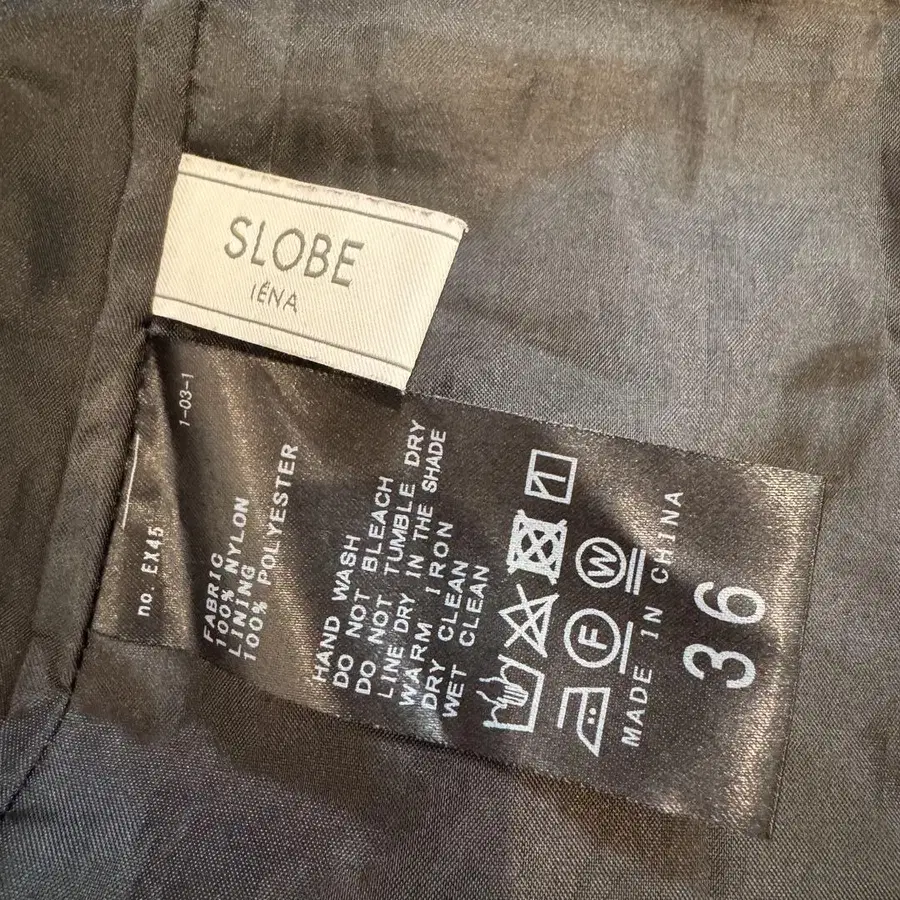 SLOBE
IÉNA
1-03-1
no. EX45
FABRIC
100% NYLON
LINING
100% POLYESTER
HAND WASH
DO NOT BLEACH
DO NOT TUMBLE DRY
LINE DRY IN THE SHADE
WARM IRON
DRY CLEAN
WET CLEAN
W
F
MADE IN CHINA
36